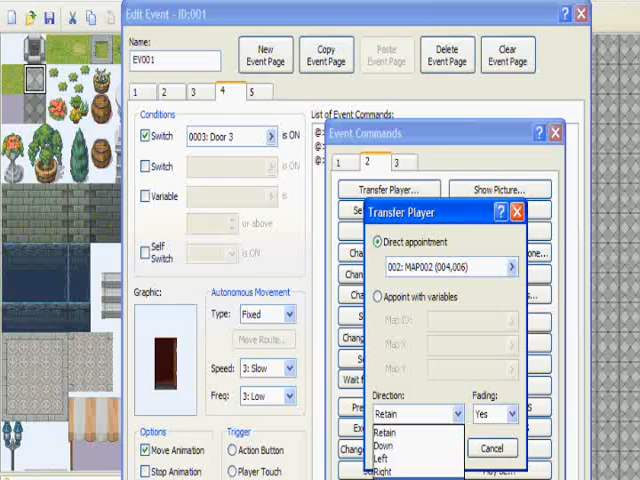 Edit Event - ID:001
Name:
EV001
New Event Page
Copy Event Page
Paste Event Page
Delete Event Page
Clear Event Page
1 2 3 4 5
Conditions
Switch 0003: Door 3 is ON
Switch is ON
Variable is
or above
Self Switch is ON
Graphic:
Autonomous Movement
Type: Fixed
Move Route...
Speed: 3: Slow
Freq: 3: Low
Options
Move Animation
Stop Animation
Trigger
Action Button
Player Touch
List of Event Commands:
@>
@>
@>
Event Commands
1 2 3
Transfer Player...
Show Picture...
Transfer Player
Direct appointment
002: MAP002 (004,006)
Appoint with variables
Map ID:
Map X
Map Y
Direction:
Fading:
Retain
Yes
Retain
Down
Left
Right
Cancel